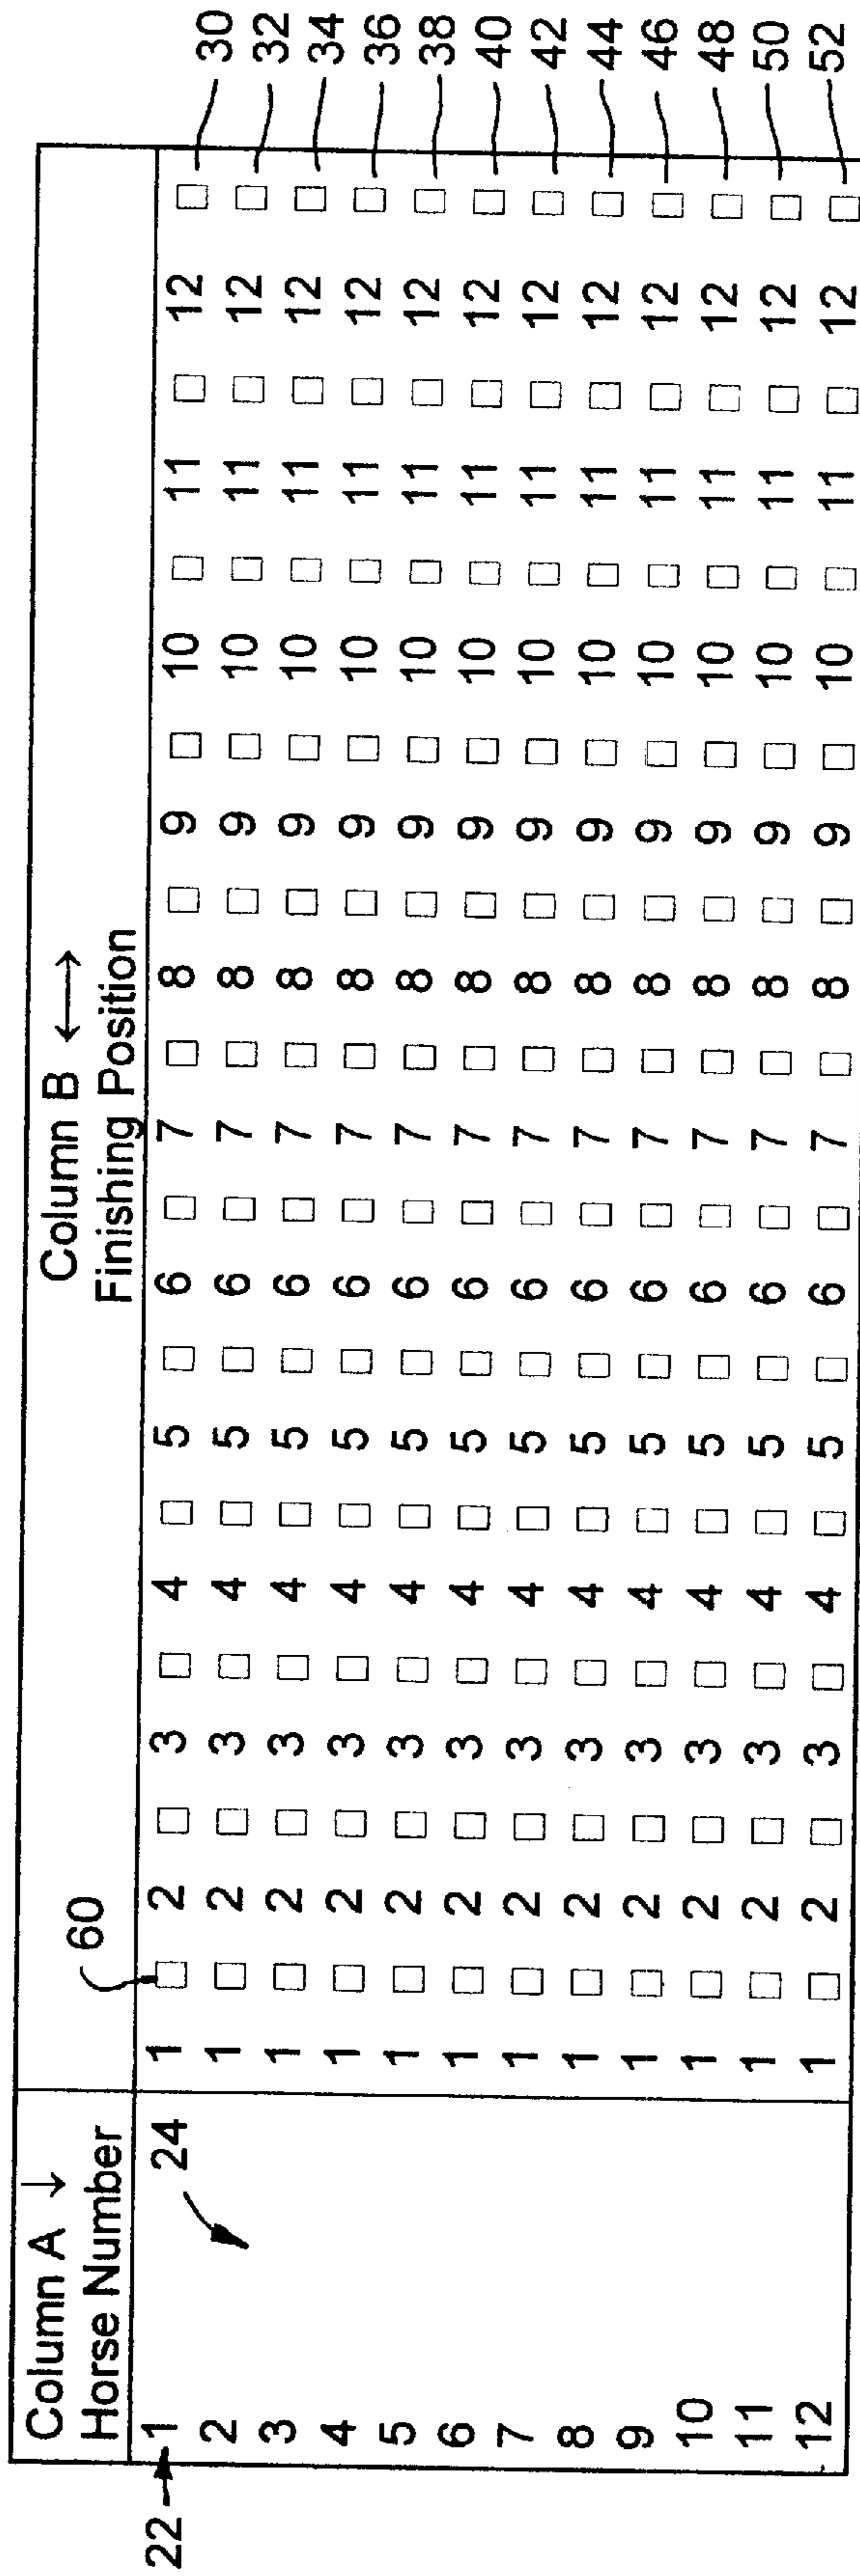 Column A ↓ Column B ↔
Horse Number Finishing Position
60
24
22 1 1 □ 2 □ 3 □ 4 □ 5 □ 6 □ 7 □ 8 □ 9 □ 10 □ 11 □ 12 □ 30
2 1 □ 2 □ 3 □ 4 □ 5 □ 6 □ 7 □ 8 □ 9 □ 10 □ 11 □ 12 □ 32
3 1 □ 2 □ 3 □ 4 □ 5 □ 6 □ 7 □ 8 □ 9 □ 10 □ 11 □ 12 □ 34
4 1 □ 2 □ 3 □ 4 □ 5 □ 6 □ 7 □ 8 □ 9 □ 10 □ 11 □ 12 □ 36
5 1 □ 2 □ 3 □ 4 □ 5 □ 6 □ 7 □ 8 □ 9 □ 10 □ 11 □ 12 □ 38
6 1 □ 2 □ 3 □ 4 □ 5 □ 6 □ 7 □ 8 □ 9 □ 10 □ 11 □ 12 □ 40
7 1 □ 2 □ 3 □ 4 □ 5 □ 6 □ 7 □ 8 □ 9 □ 10 □ 11 □ 12 □ 42
8 1 □ 2 □ 3 □ 4 □ 5 □ 6 □ 7 □ 8 □ 9 □ 10 □ 11 □ 12 □ 44
9 1 □ 2 □ 3 □ 4 □ 5 □ 6 □ 7 □ 8 □ 9 □ 10 □ 11 □ 12 □ 46
10 1 □ 2 □ 3 □ 4 □ 5 □ 6 □ 7 □ 8 □ 9 □ 10 □ 11 □ 12 □ 48
11 1 □ 2 □ 3 □ 4 □ 5 □ 6 □ 7 □ 8 □ 9 □ 10 □ 11 □ 12 □ 50
12 1 □ 2 □ 3 □ 4 □ 5 □ 6 □ 7 □ 8 □ 9 □ 10 □ 11 □ 12 □ 52